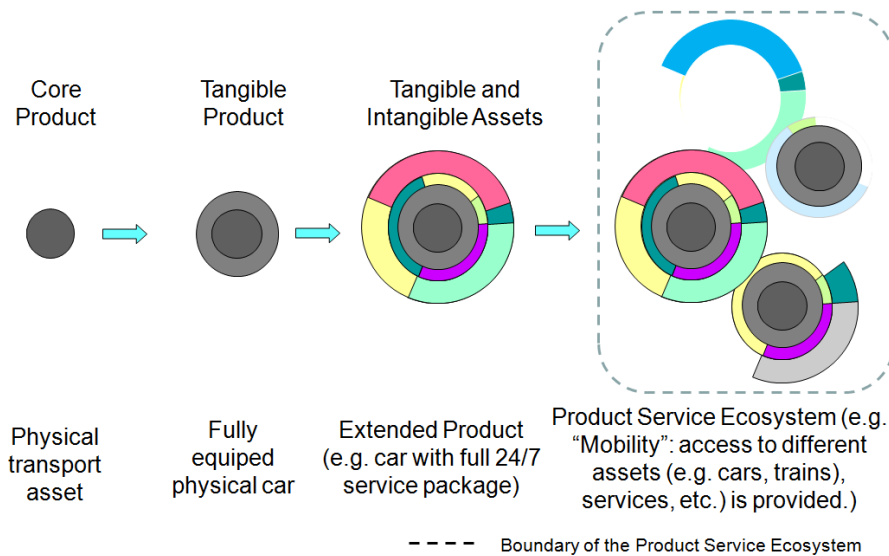 Core
Product
Tangible
Product
Tangible and
Intangible Assets
Physical
transport
asset
Fully
equiped
physical car
Extended Product
(e.g. car with full 24/7
service package)
Product Service Ecosystem (e.g.
“Mobility”: access to different
assets (e.g. cars, trains),
services, etc.) is provided.)
Boundary of the Product Service Ecosystem